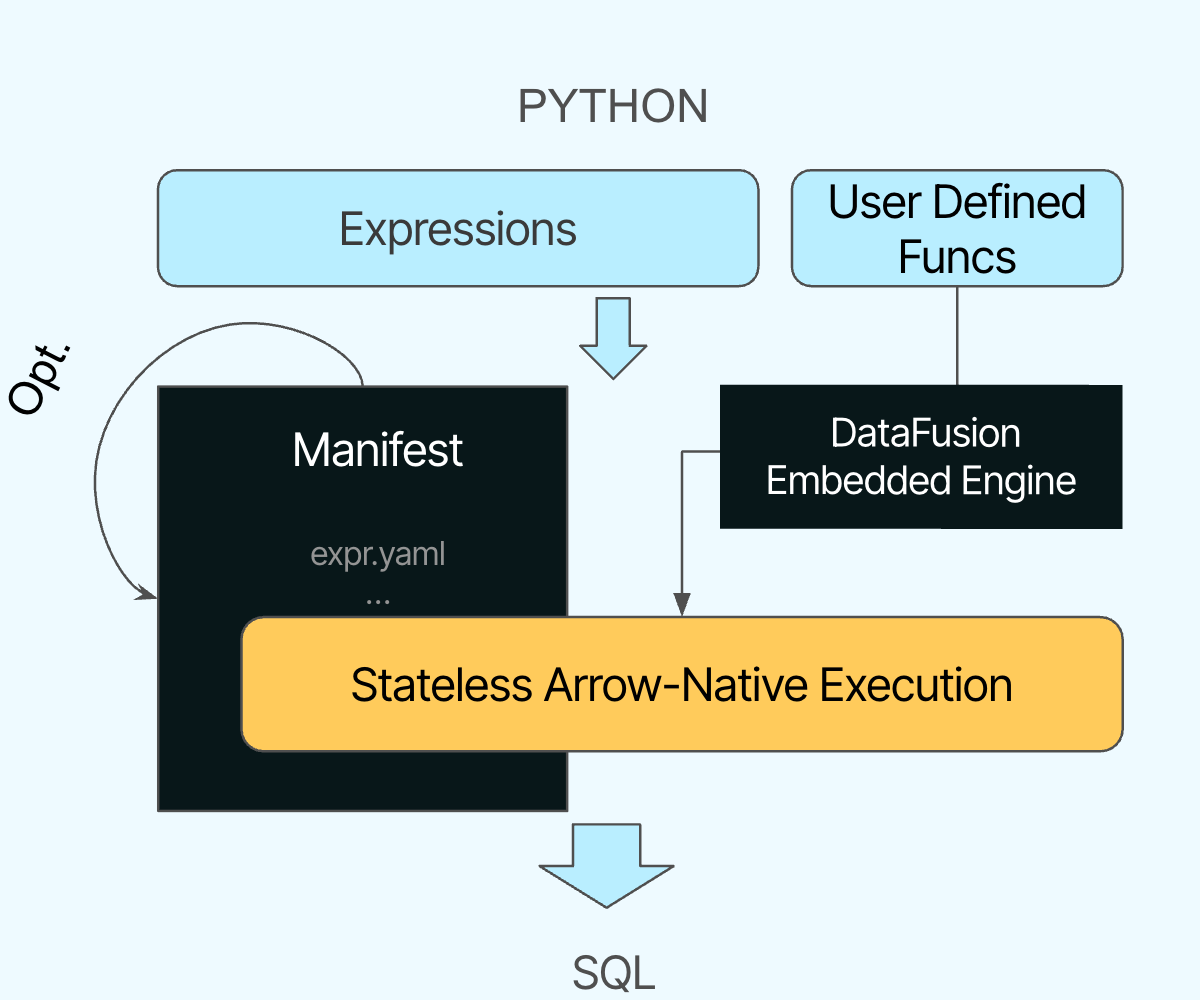 PYTHON
Expressions
User Defined
Funcs
Opt.
Manifest
expr.yaml
...
DataFusion
Embedded Engine
Stateless Arrow-Native Execution
SQL